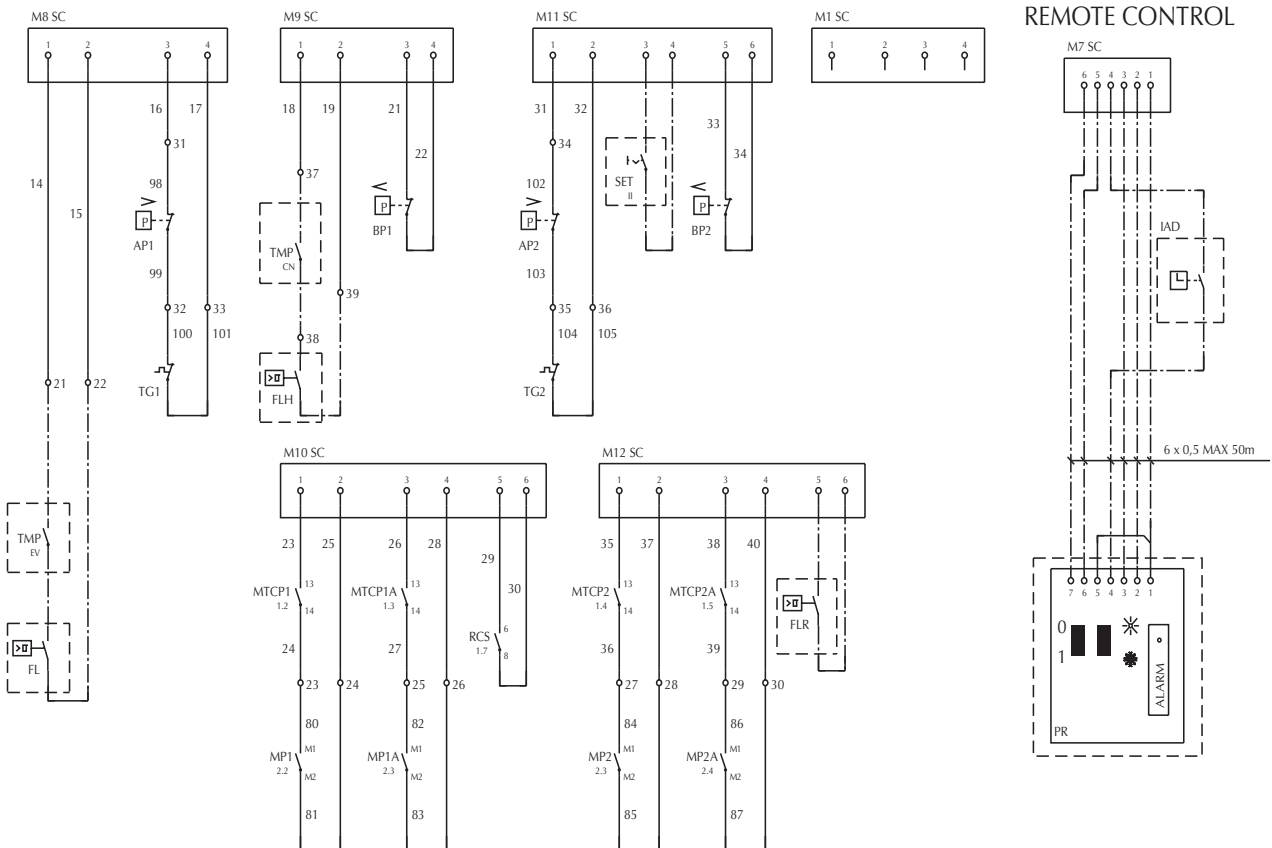 REMOTE CONTROL
M8 SC
M9 SC
M11 SC
M1 SC
M7 SC
1 2 3 4
1 2 3 4
1 2 3 4 5 6
1 2 3 4
6 5 4 3 2 1
16 17
18 19 21
31 32
31
34
33
22
34
14
98
37
102
SET
II
15
P
AP1
P
BP1
P
AP2
P
BP2
IAD
TMP
CN
99
103
39
32 33
35 36
100 101
38
104 105
21 22
TG1
FLH
TG2
M10 SC
M12 SC
6 x 0,5 MAX 50m
1 2 3 4 5 6
1 2 3 4 5 6
TMP
EV
23 25 26 28 29
35 37 38 40
30
MTCP1
1.2
13
14
MTCP1A
1.3
13
14
MTCP2
1.4
13
14
MTCP2A
1.5
13
14
FLR
RCS
1.7
6
8
FL
24 27
36 39
23 24 25 26
27 28 29 30
80 82
84 86
MP1
2.2
M1
M2
MP1A
2.3
M1
M2
MP2
2.3
M1
M2
MP2A
2.4
M1
M2
81 83
85 87
7 6 5 4 3 2 1
0
1
ALARM
PR